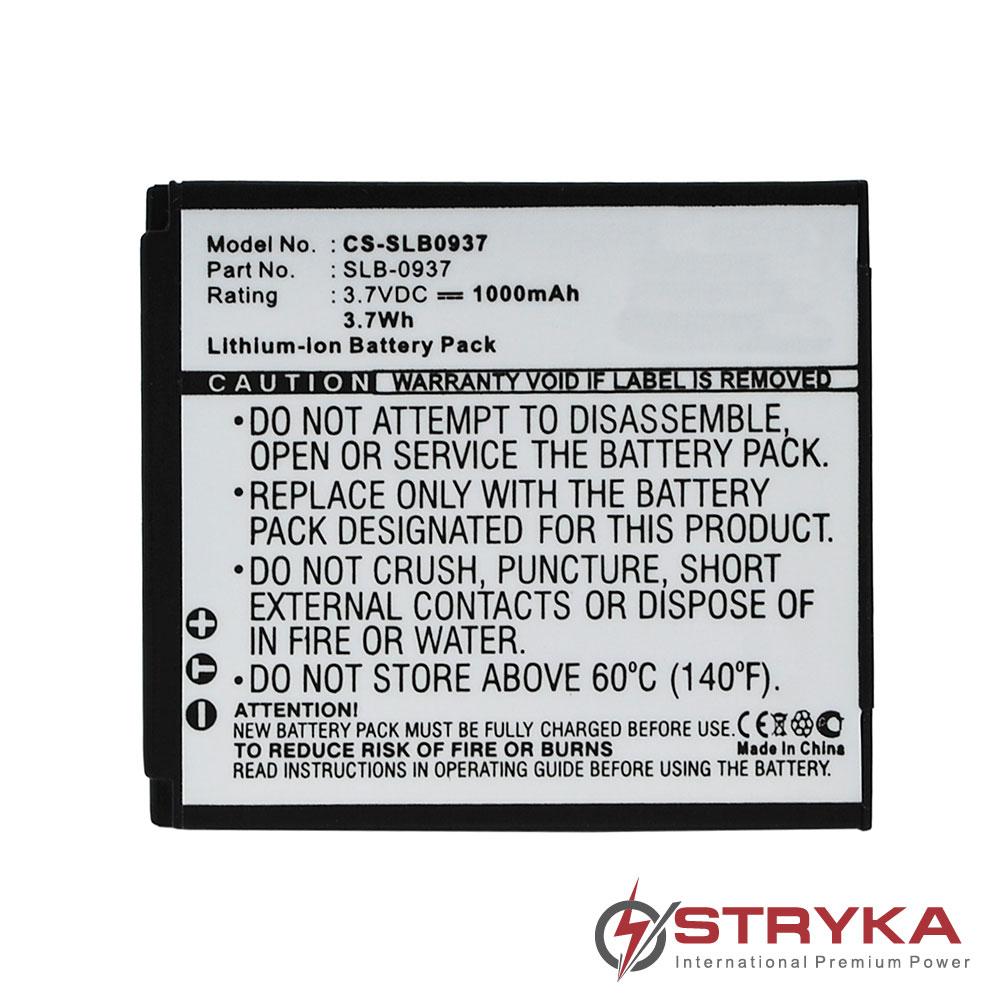 Model No. : CS-SLB0937
Part No. : SLB-0937
Rating : 3.7VDC ⎓ 1000mAh
3.7Wh
Lithium-ion Battery Pack
CAUTION WARRANTY VOID IF LABEL IS REMOVED
•DO NOT ATTEMPT TO DISASSEMBLE,
OPEN OR SERVICE THE BATTERY PACK.
•REPLACE ONLY WITH THE BATTERY
PACK DESIGNATED FOR THIS PRODUCT.
•DO NOT CRUSH, PUNCTURE, SHORT
EXTERNAL CONTACTS OR DISPOSE OF
IN FIRE OR WATER.
•DO NOT STORE ABOVE 60°C (140°F).
+
T
-
ATTENTION!
NEW BATTERY PACK MUST BE FULLY CHARGED BEFORE USE.
TO REDUCE RISK OF FIRE OR BURNS
READ INSTRUCTIONS IN OPERATING GUIDE BEFORE USING THE BATTERY.
CE
Made in China
STRYKA
International Premium Power